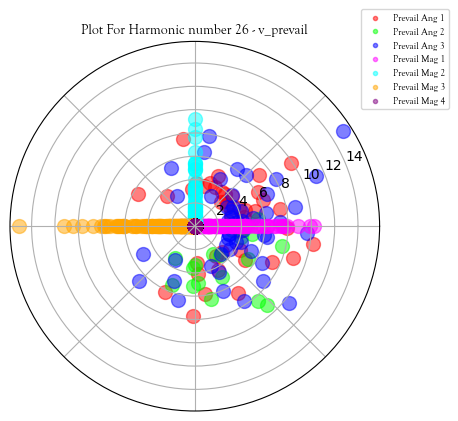 Plot For Harmonic number 26 - v_prevail
Prevail Ang 1
Prevail Ang 2
Prevail Ang 3
Prevail Mag 1
Prevail Mag 2
Prevail Mag 3
Prevail Mag 4
14
12
10
8
6
4
2